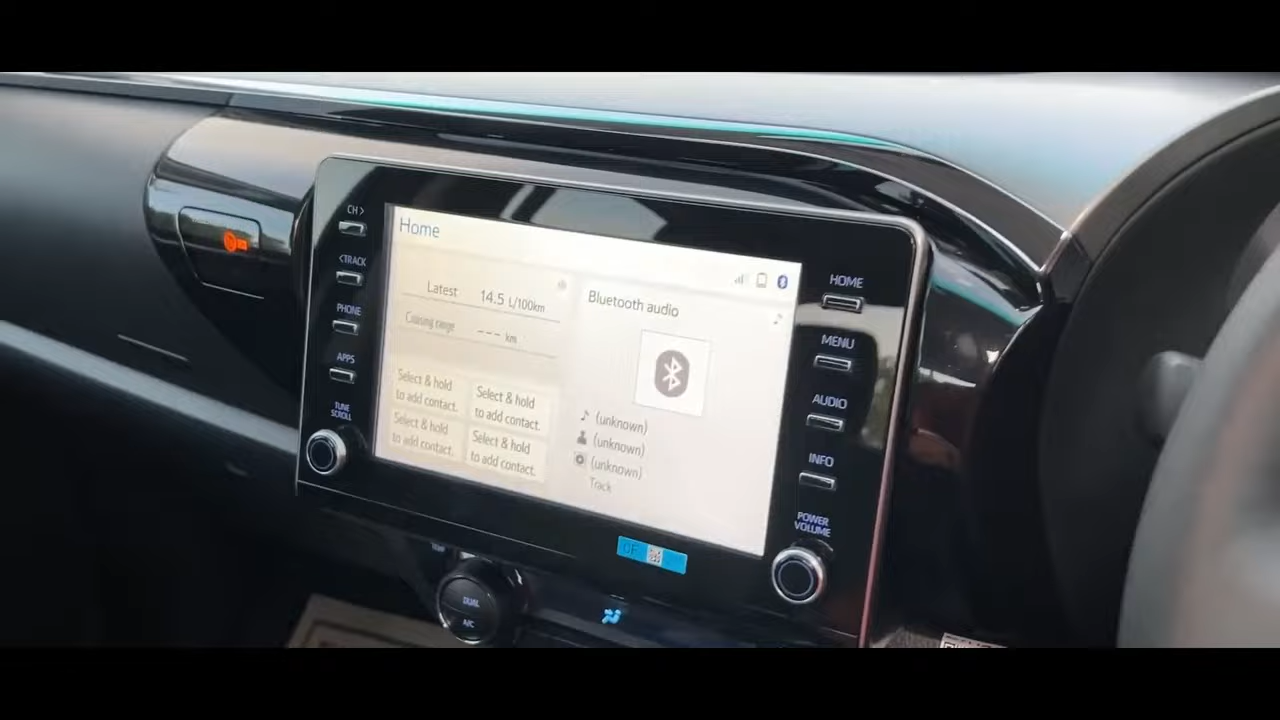 CH >
< TRACK
PHONE
APPS
TUNE
SCROLL
Home
Latest 14.5 L/100km
Cruising range --- km
Select & hold
to add contact.
Select & hold
to add contact.
Select & hold
to add contact.
Select & hold
to add contact.
Bluetooth audio
(unknown)
(unknown)
(unknown)
Track
HOME
MENU
AUDIO
INFO
POWER
VOLUME
DUAL
A/C